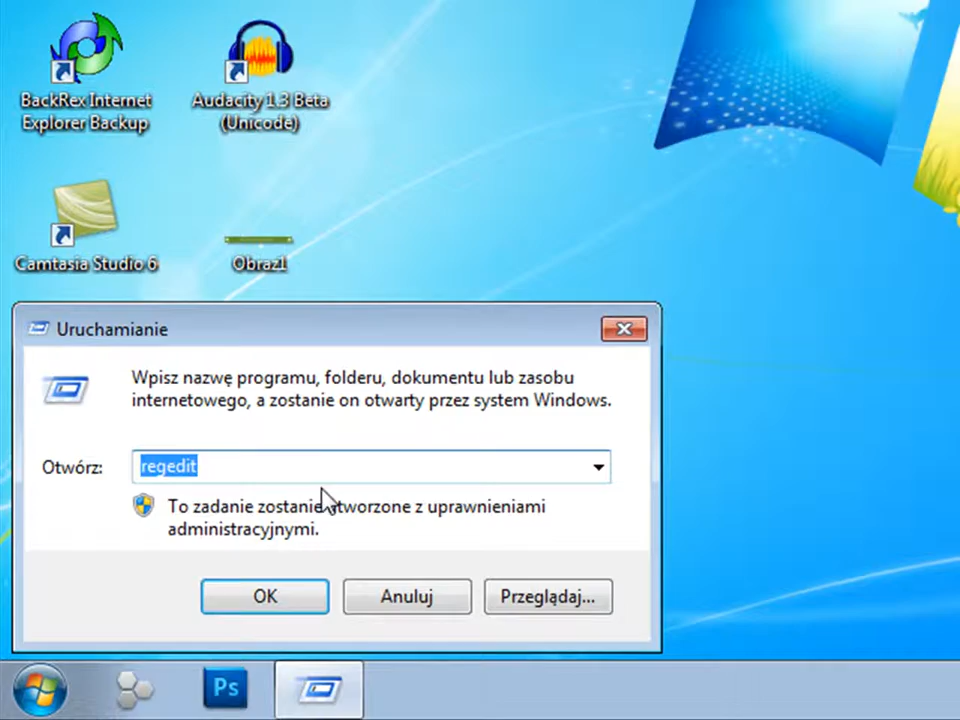 BackRex Internet
Explorer Backup
Audacity 1.3 Beta
(Unicode)
Camtasia Studio 6
Obraz1
Uruchamianie
Wpisz nazwę programu, folderu, dokumentu lub zasobu
internetowego, a zostanie on otwarty przez system Windows.
Otwórz:
regedit
To zadanie zostanie utworzone z uprawnieniami
administracyjnymi.
OK
Anuluj
Przeglądaj...
Ps